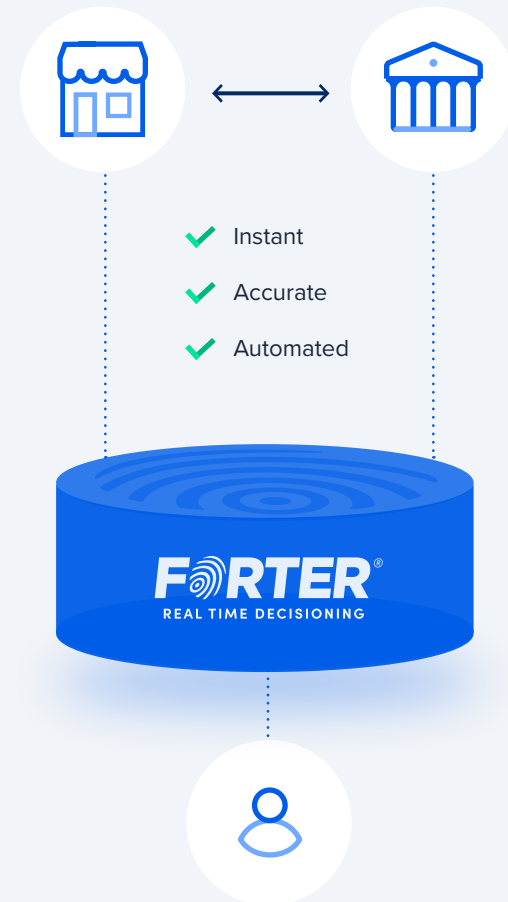 Instant
Accurate
Automated
FORTER®
REAL TIME DECISIONING